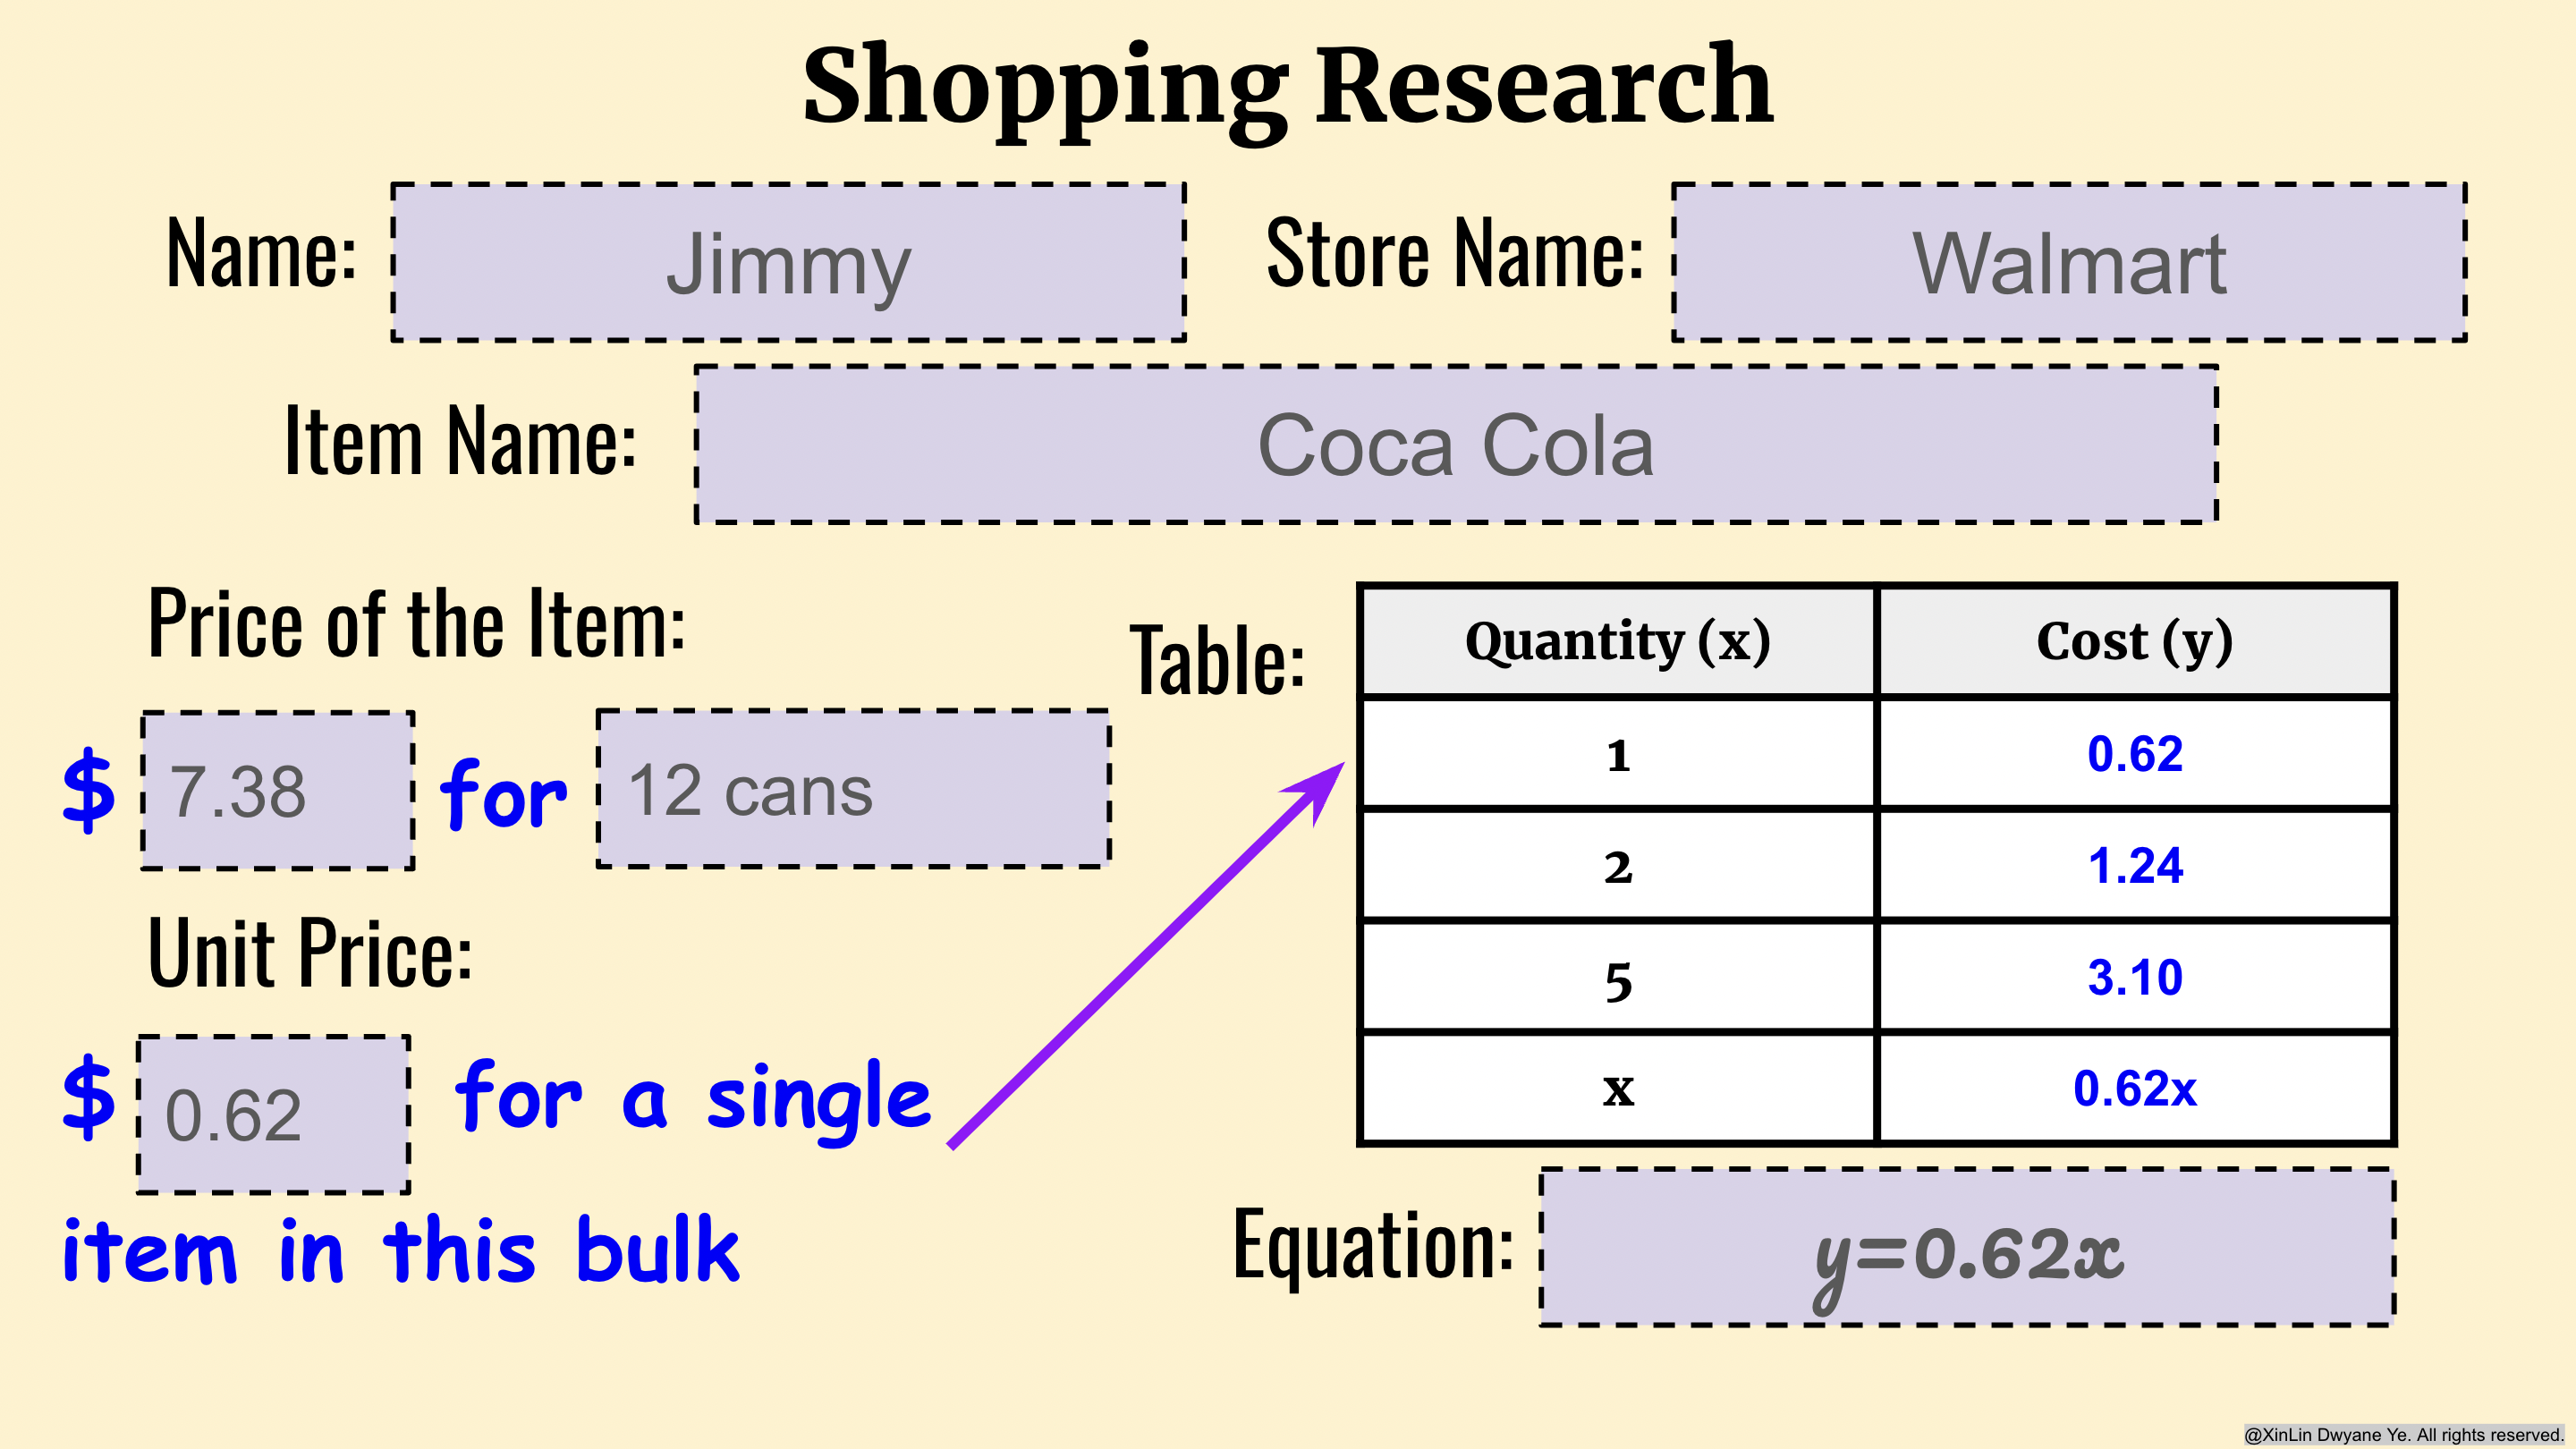 Shopping Research
Name: Jimmy Store Name: Walmart
Item Name: Coca Cola
Price of the Item:
$ 7.38 for 12 cans
Unit Price:
$ 0.62 for a single
item in this bulk
Table:
Quantity (x) Cost (y)
1 0.62
2 1.24
5 3.10
x 0.62x
Equation: y=0.62x
@XinLin Dwyane Ye. All rights reserved.